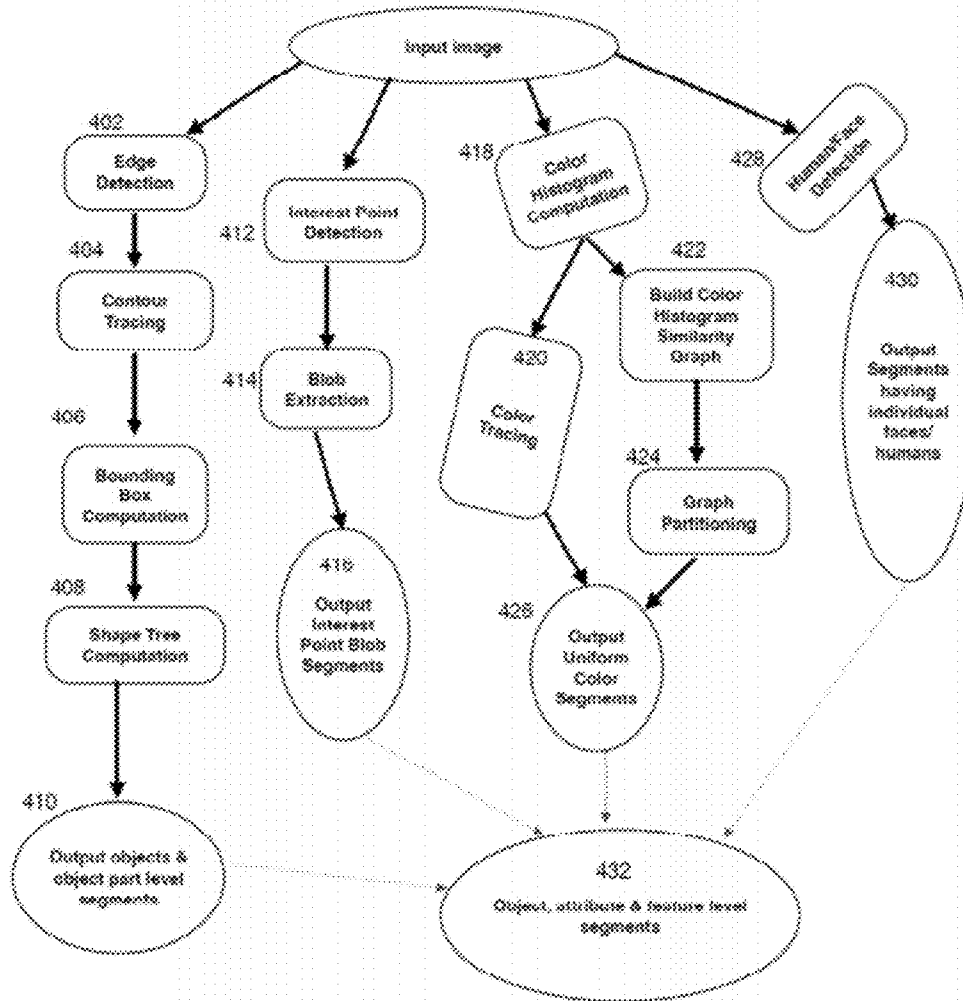 Input image
402
Edge
Detection
404
Contour
Tracing
406
Bounding
Box
Computation
408
Shape Tree
Computation
410
Output objects &
object part level
segments
412
Interest Point
Detection
414
Blob
Extraction
416
Output
Interest
Point Blob
Segments
418
Color
Histogram
Computation
420
Color
Tracing
422
Build Color
Histogram
Similarity
Graph
424
Graph
Partitioning
Output
Uniform
Color
Segments
Human/Face
Detection
430
Output
Segments
having
individual
faces/
humans
432
Object, attribute & feature level
segments